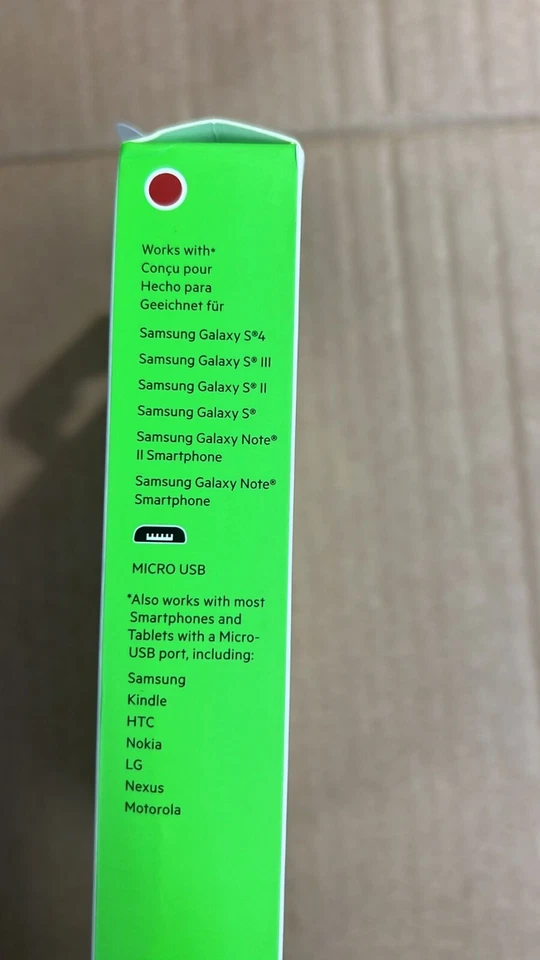 Works with*
Conçu pour
Hecho para
Geeichnet für
Samsung Galaxy S®4
Samsung Galaxy S® III
Samsung Galaxy S® II
Samsung Galaxy S®
Samsung Galaxy Note®
II Smartphone
Samsung Galaxy Note®
Smartphone
MICRO USB
*Also works with most
Smartphones and
Tablets with a Micro-
USB port, including:
Samsung
Kindle
HTC
Nokia
LG
Nexus
Motorola